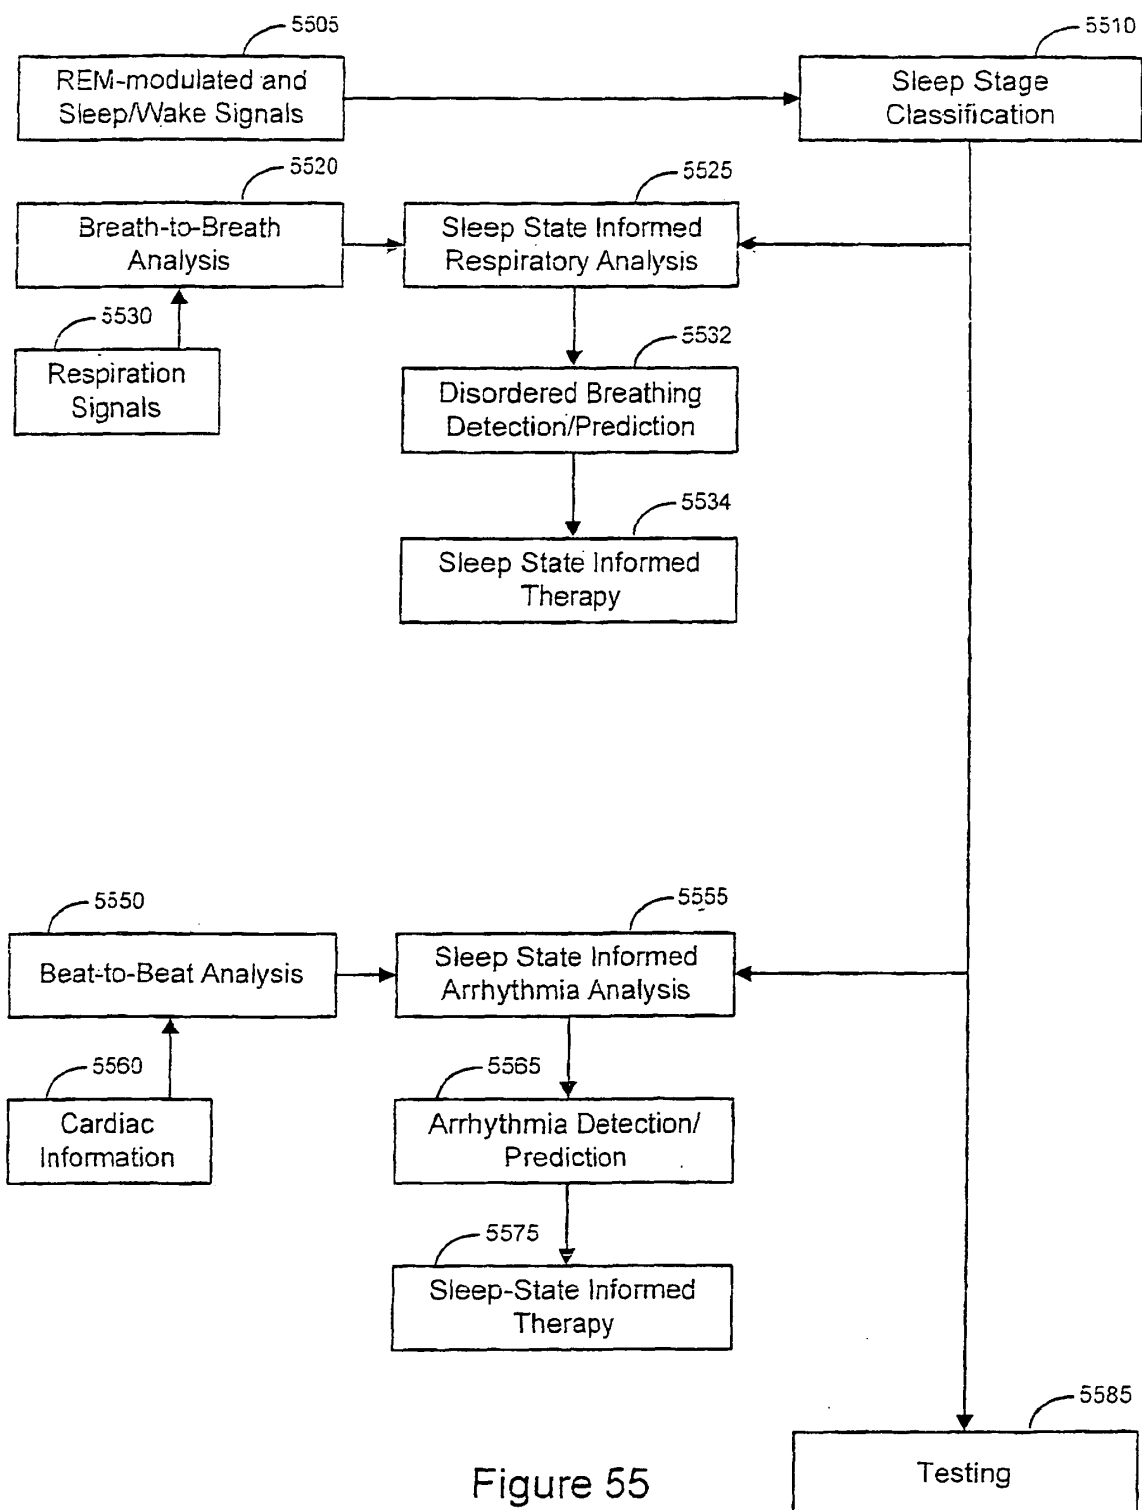 5505
REM-modulated and
Sleep/Wake Signals
5510
Sleep Stage
Classification
5520
Breath-to-Breath
Analysis
5525
Sleep State Informed
Respiratory Analysis
5530
Respiration
Signals
5532
Disordered Breathing
Detection/Prediction
5534
Sleep State Informed
Therapy
5550
Beat-to-Beat Analysis
5555
Sleep State Informed
Arrhythmia Analysis
5560
Cardiac
Information
5565
Arrhythmia Detection/
Prediction
5575
Sleep-State Informed
Therapy
5585
Testing
Figure 55